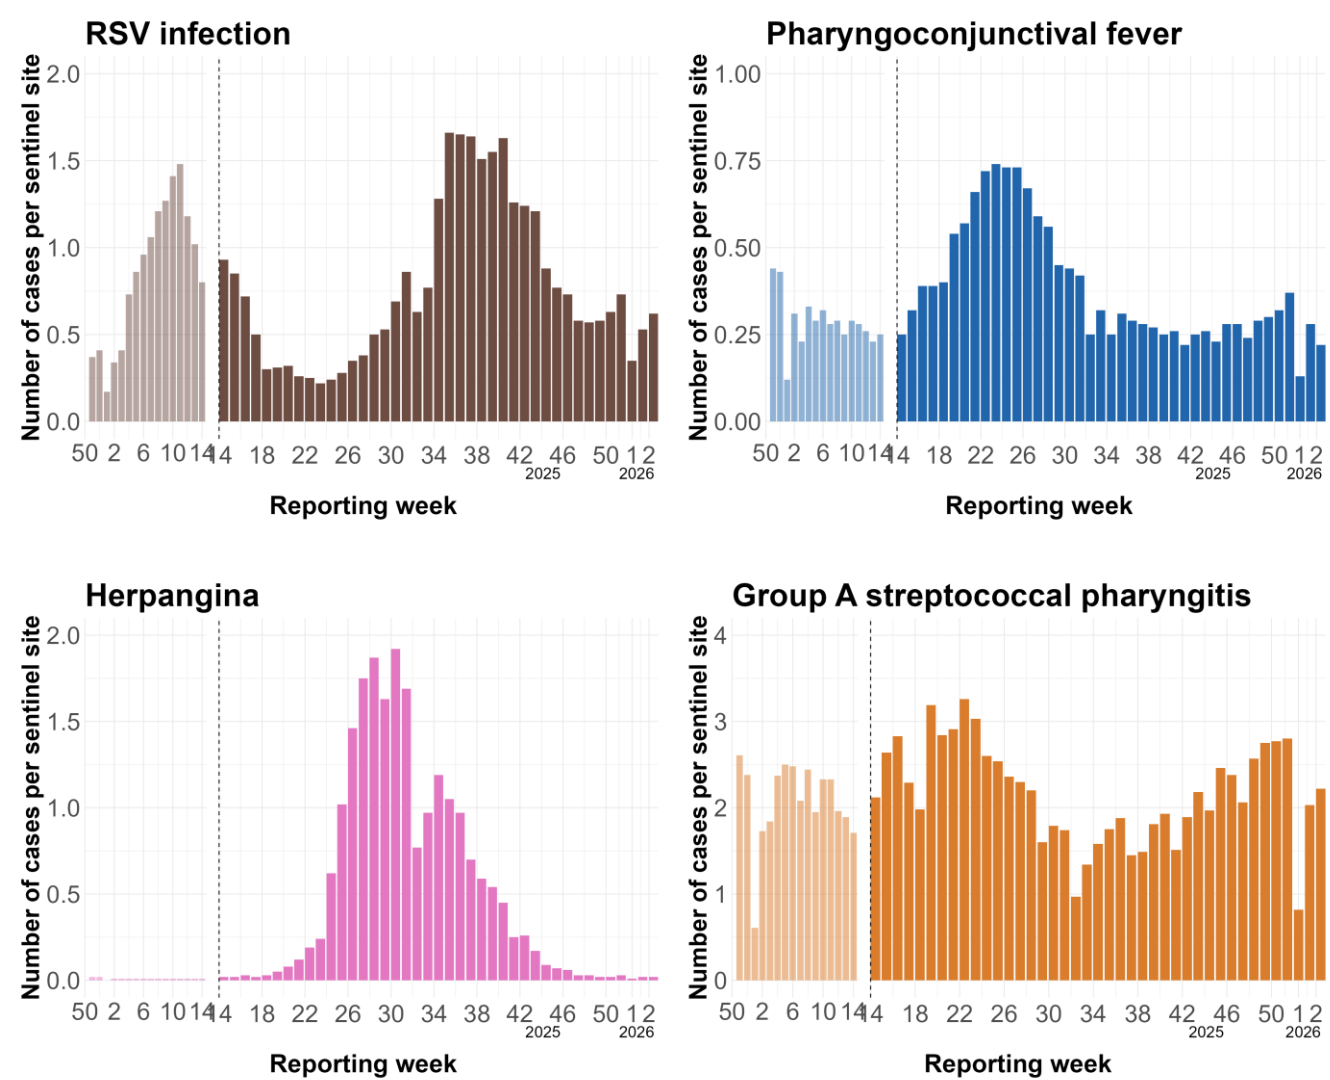 RSV infection
Number of cases per sentinel site
2.0
1.5
1.0
0.5
0.0
50 2 6 10 14 14 18 22 26 30 34 38 42 46 50 1 2
2025 2026
Reporting week
Pharyngoconjunctival fever
Number of cases per sentinel site
1.00
0.75
0.50
0.25
0.00
50 2 6 10 14 14 18 22 26 30 34 38 42 46 50 1 2
2025 2026
Reporting week
Herpangina
Number of cases per sentinel site
2.0
1.5
1.0
0.5
0.0
50 2 6 10 14 14 18 22 26 30 34 38 42 46 50 1 2
2025 2026
Reporting week
Group A streptococcal pharyngitis
Number of cases per sentinel site
4
3
2
1
0
50 2 6 10 14 14 18 22 26 30 34 38 42 46 50 1 2
2025 2026
Reporting week